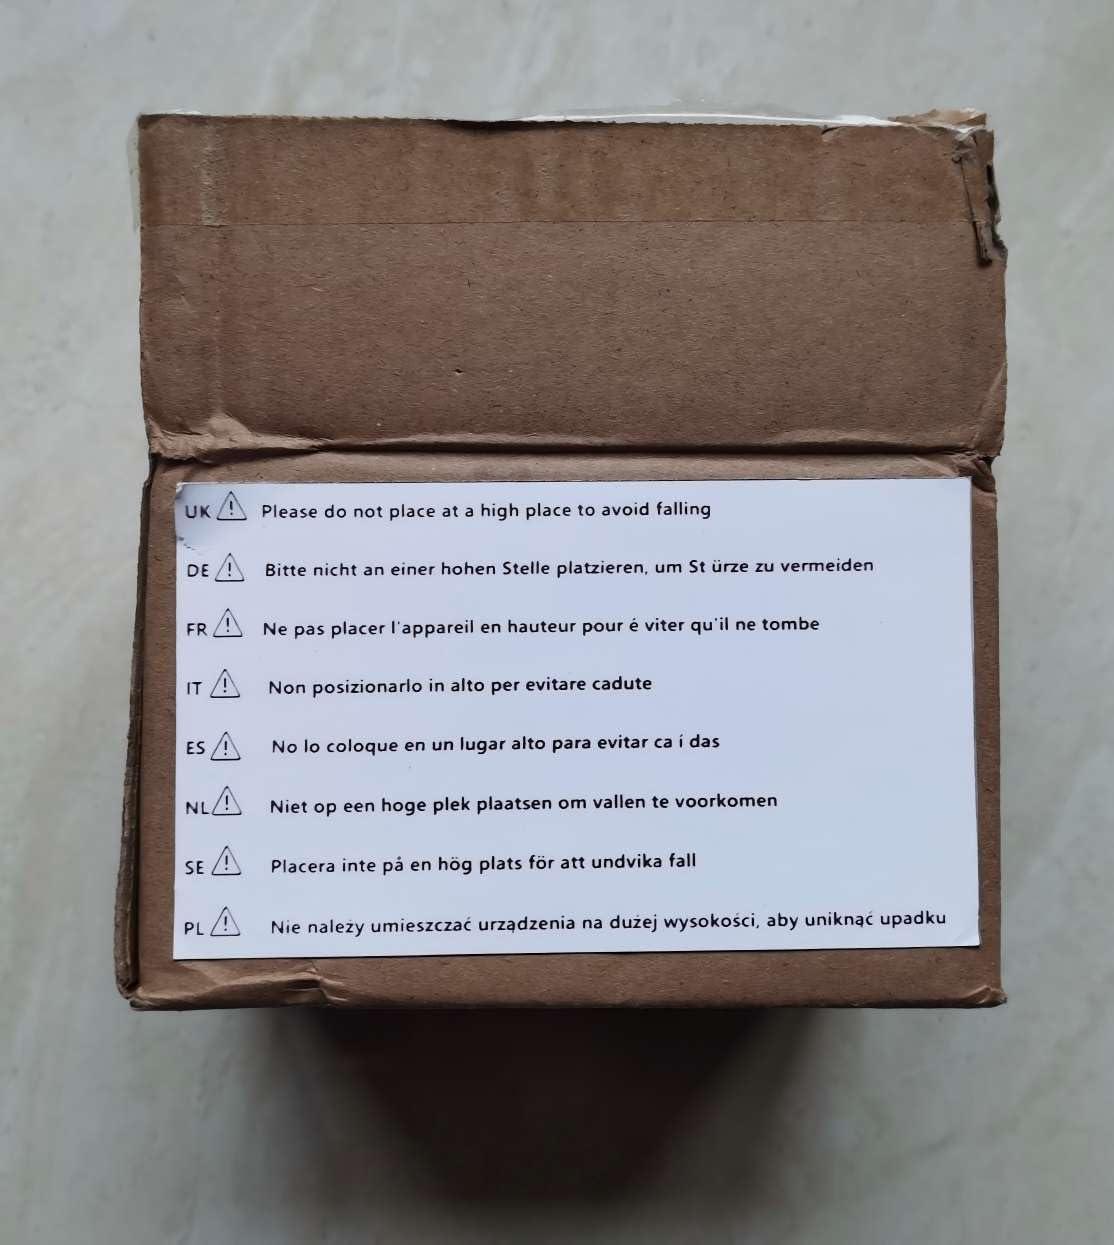 UK ⚠ Please do not place at a high place to avoid falling
DE ⚠ Bitte nicht an einer hohen Stelle platzieren, um St ürze zu vermeiden
FR ⚠ Ne pas placer l'appareil en hauteur pour é viter qu'il ne tombe
IT ⚠ Non posizionarlo in alto per evitare cadute
ES ⚠ No lo coloque en un lugar alto para evitar ca í das
NL ⚠ Niet op een hoge plek plaatsen om vallen te voorkomen
SE ⚠ Placera inte på en hög plats för att undvika fall
PL ⚠ Nie należy umieszczać urządzenia na dużej wysokości, aby uniknąć upadku